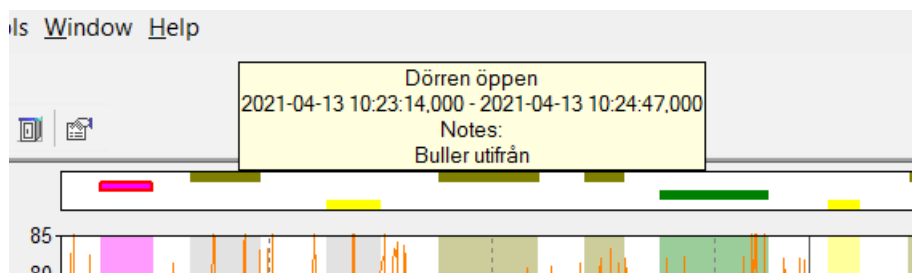 ls Window Help
Dörren öppen
2021-04-13 10:23:14,000 - 2021-04-13 10:24:47,000
Notes:
Buller utifrån
85
80